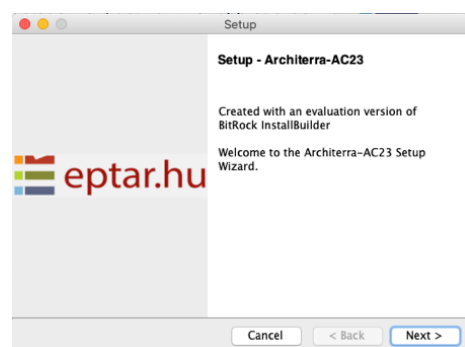 Setup
Setup - Architerra-AC23
Created with an evaluation version of
BitRock InstallBuilder
Welcome to the Architerra-AC23 Setup
Wizard.
eptar.hu
Cancel
< Back
Next >